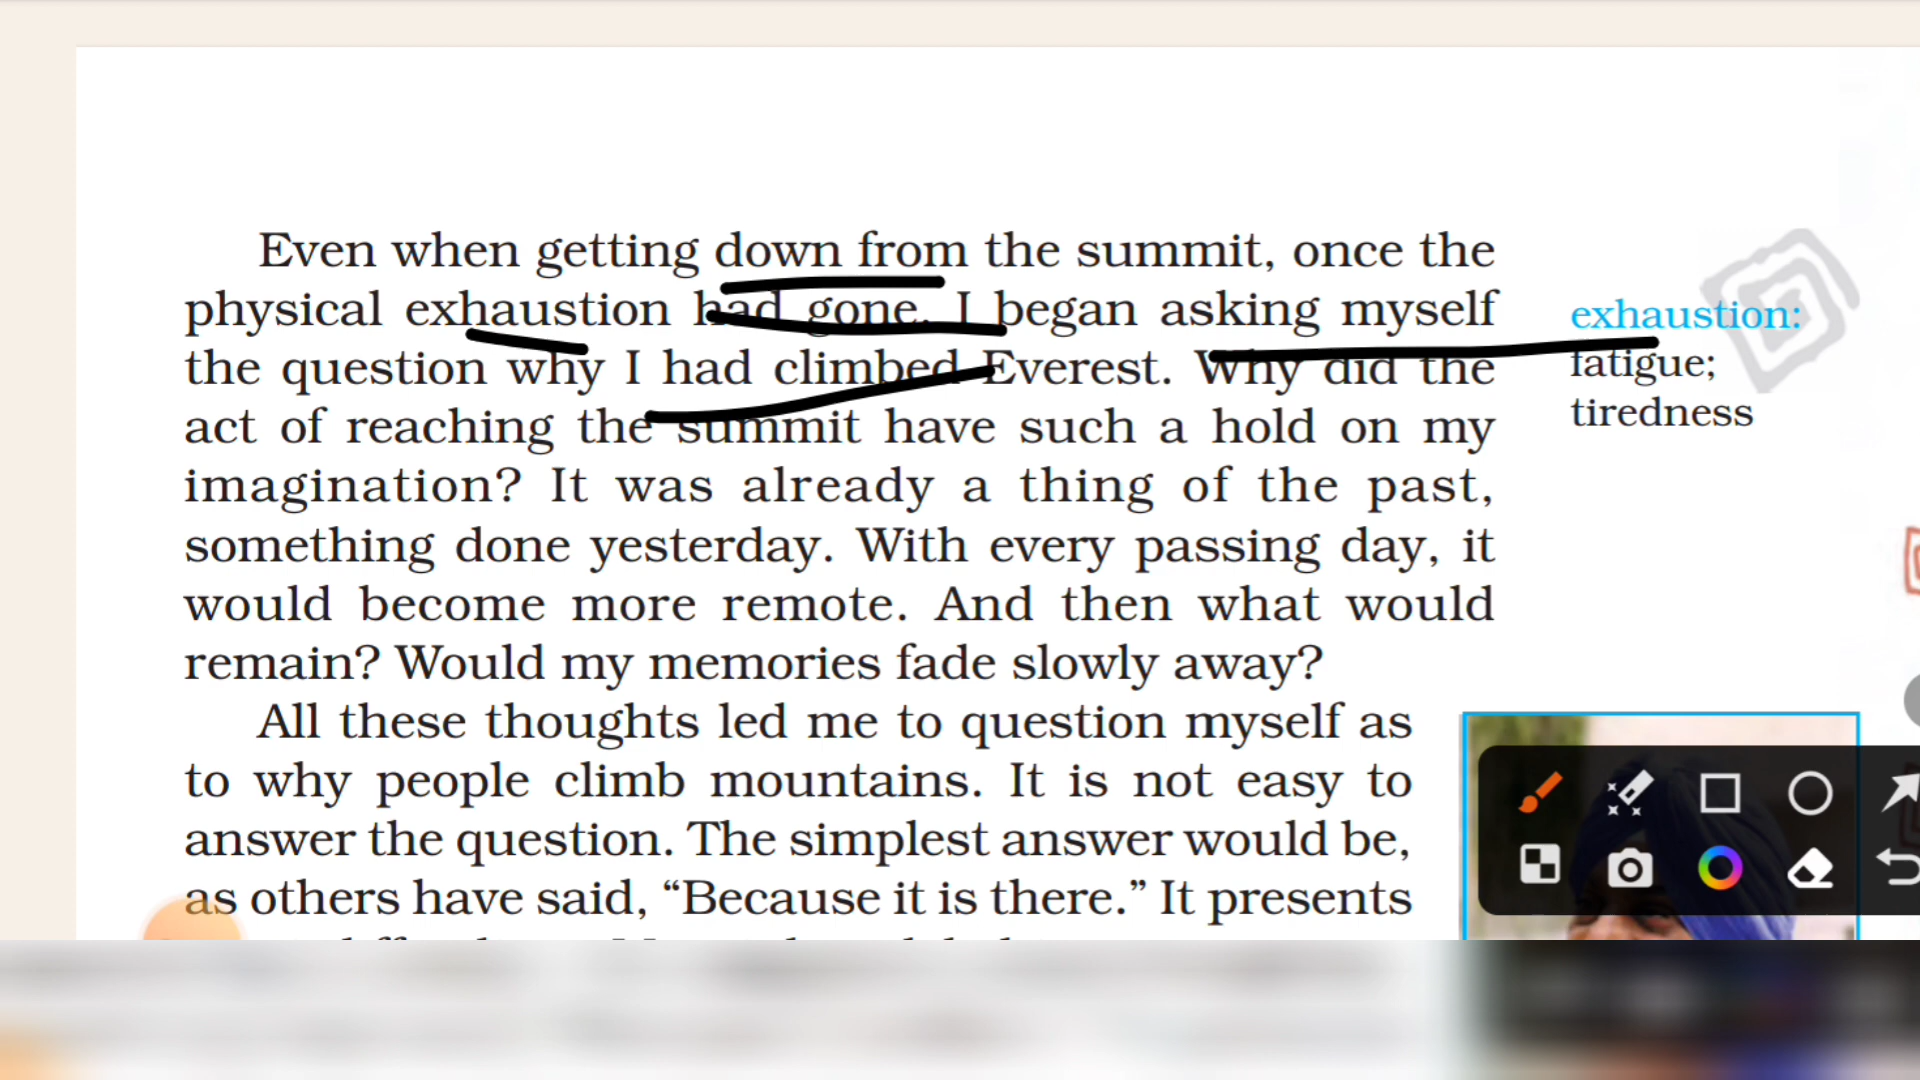 Even when getting down from the summit, once the
physical exhaustion had gone, I began asking myself
the question why I had climbed Everest. Why did the
act of reaching the summit have such a hold on my
imagination? It was already a thing of the past,
something done yesterday. With every passing day, it
would become more remote. And then what would
remain? Would my memories fade slowly away?
All these thoughts led me to question myself as
to why people climb mountains. It is not easy to
answer the question. The simplest answer would be,
as others have said, “Because it is there.” It presents
exhaustion:
fatigue;
tiredness